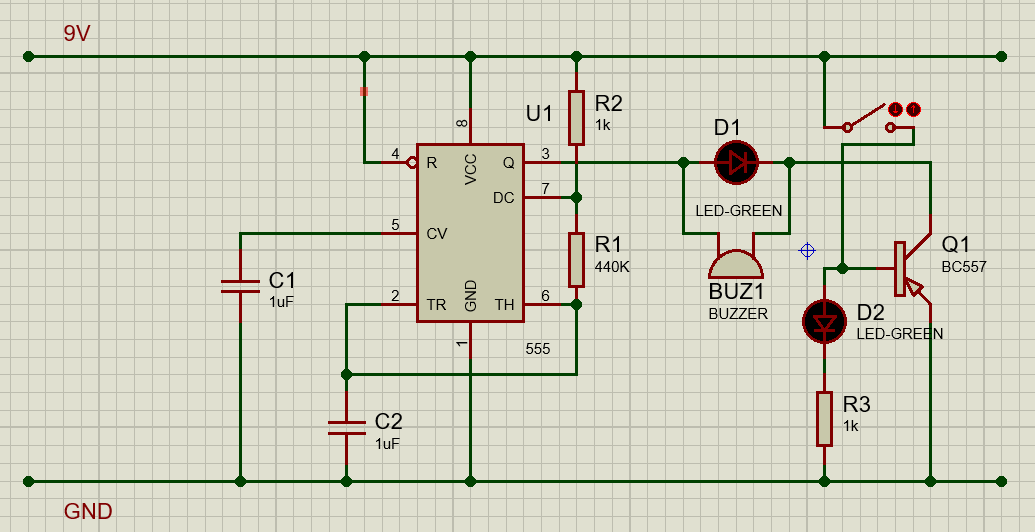 9V
U1
R2
1k
D1
8
4
R
VCC
Q
3
DC
7
LED-GREEN
5
CV
R1
440K
Q1
BC557
C1
1uF
2
TR
GND
TH
6
BUZ1
BUZZER
D2
LED-GREEN
1
555
C2
1uF
R3
1k
GND